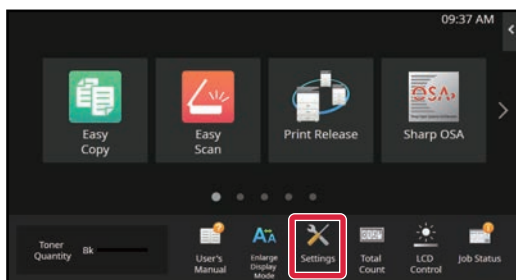 09:37 AM
Easy
Copy
Easy
Scan
Print Release
Sharp OSA
OSA
Toner
Quantity
Bk
User's
Manual
Enlarge
Display
Mode
Settings
Total
Count
LCD
Control
Job Status